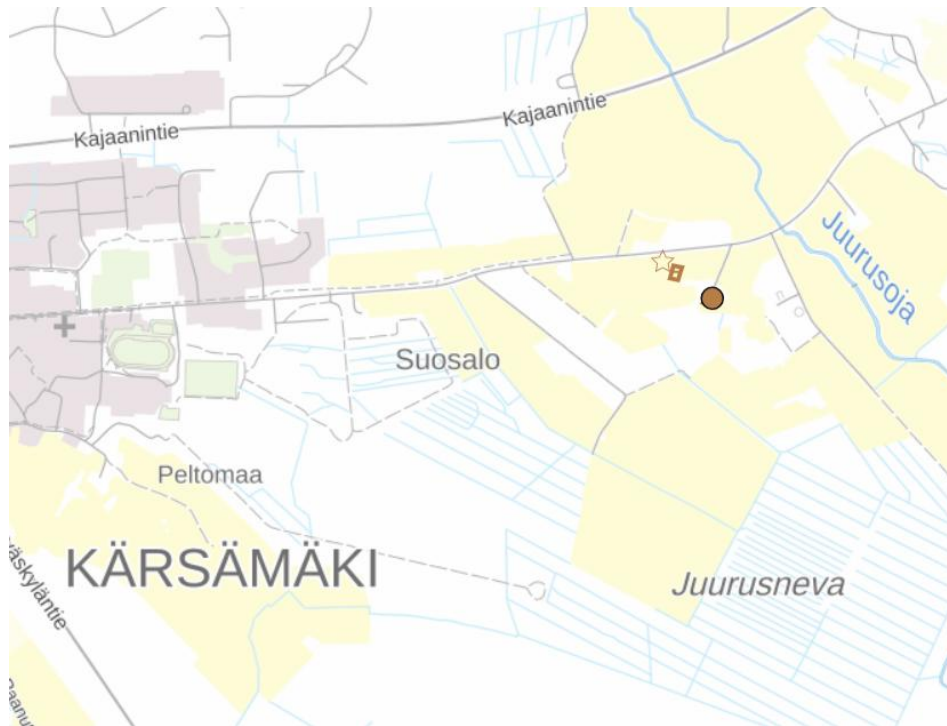 Kajaanintie
Kajaanintie
Juurusoja
Suosalo
Peltomaa
KÄRSÄMÄKI
Juurusneva